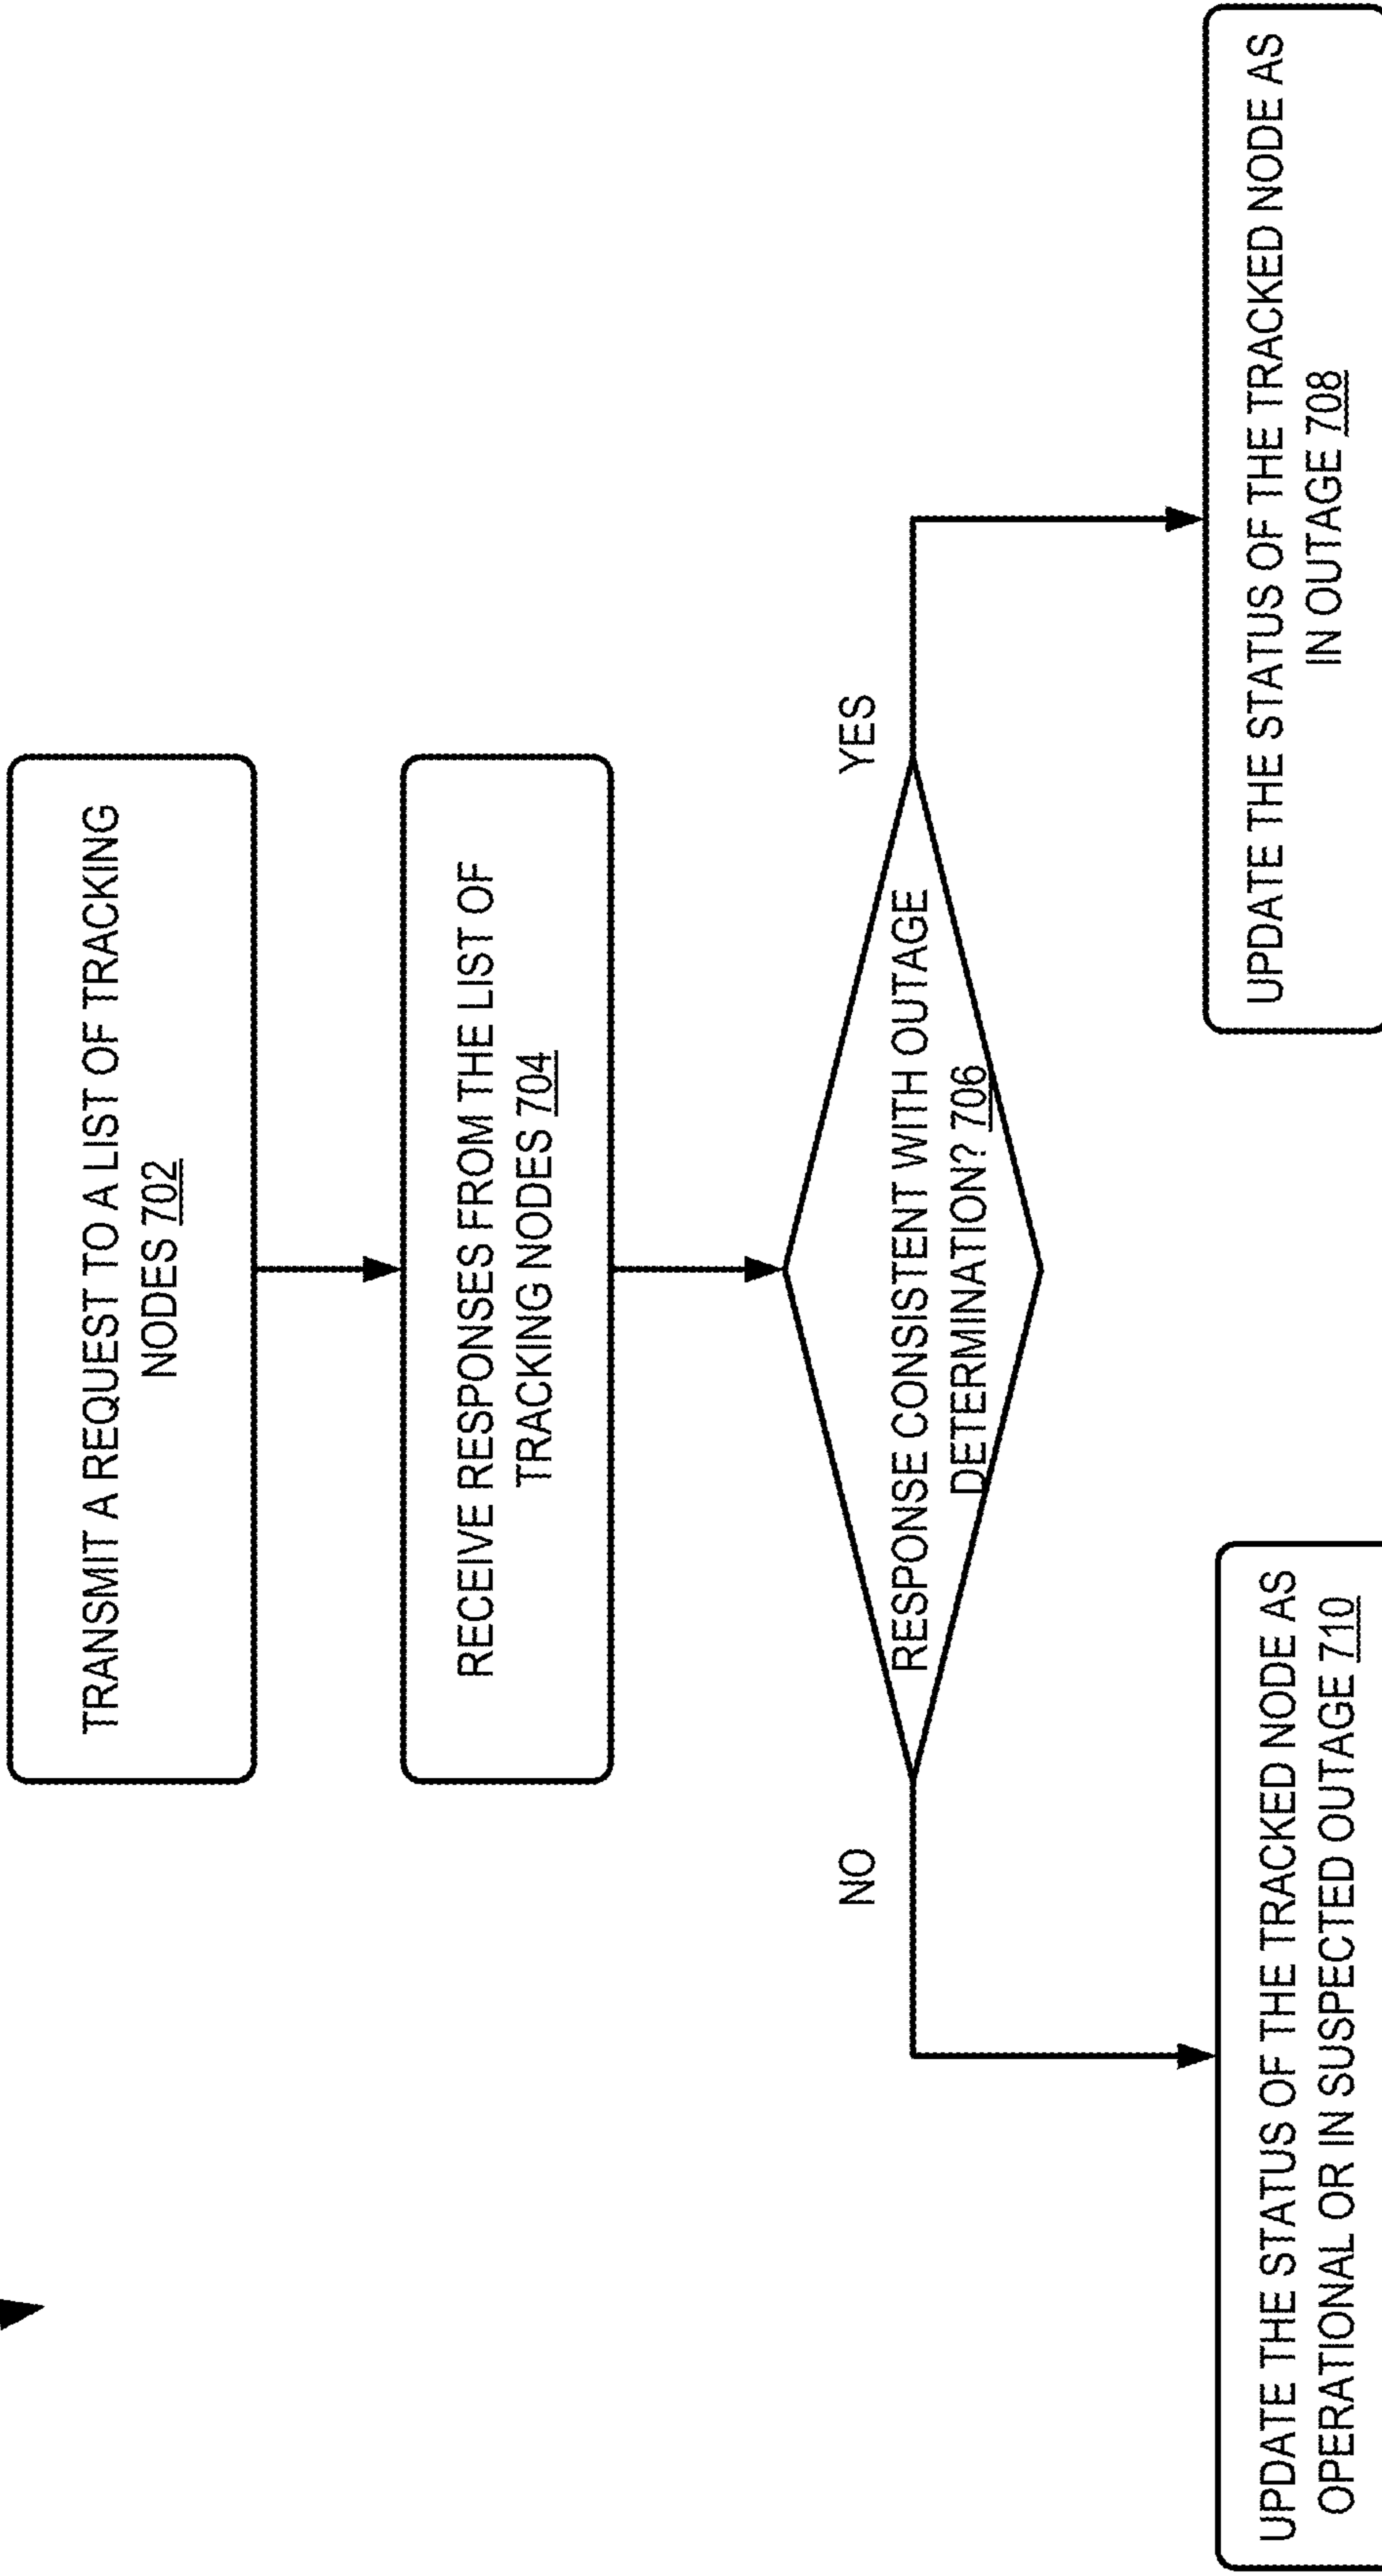 TRANSMIT A REQUEST TO A LIST OF TRACKING
NODES 702
RECEIVE RESPONSES FROM THE LIST OF
TRACKING NODES 704
RESPONSE CONSISTENT WITH OUTAGE
DETERMINATION? 706
NO
YES
UPDATE THE STATUS OF THE TRACKED NODE AS
OPERATIONAL OR IN SUSPECTED OUTAGE 710
UPDATE THE STATUS OF THE TRACKED NODE AS
IN OUTAGE 708